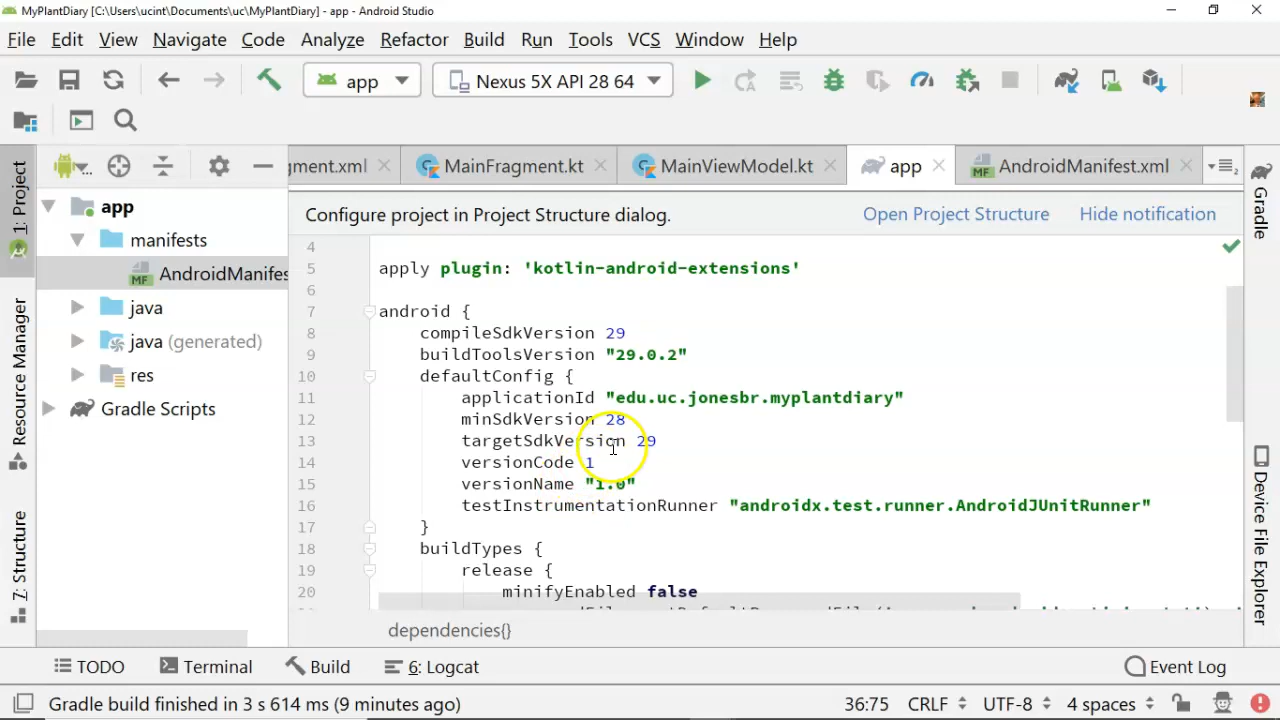 MyPlantDiary [C:\Users\ucint\Documents\uc\MyPlantDiary] - app - Android Studio
File Edit View Navigate Code Analyze Refactor Build Run Tools VCS Window Help
app Nexus 5X API 28 64
gment.xml MainFragment.kt MainViewModel.kt app AndroidManifest.xml
1: Project
Resource Manager
7: Structure
app
manifests
AndroidManifes
java
java (generated)
res
Gradle Scripts
Configure project in Project Structure dialog. Open Project Structure Hide notification
4
5 apply plugin: 'kotlin-android-extensions'
6
7 android {
8 compileSdkVersion 29
9 buildToolsVersion "29.0.2"
10 defaultConfig {
11 applicationId "edu.uc.jonesbr.myplantdiary"
12 minSdkVersion 28
13 targetSdkVersion 29
14 versionCode 1
15 versionName "1.0"
16 testInstrumentationRunner "androidx.test.runner.AndroidJUnitRunner"
17 }
18 buildTypes {
19 release {
20 minifyEnabled false
dependencies{}
Gradle
Device File Explorer
TODO Terminal Build 6: Logcat Event Log
Gradle build finished in 3 s 614 ms (9 minutes ago) 36:75 CRLF UTF-8 4 spaces